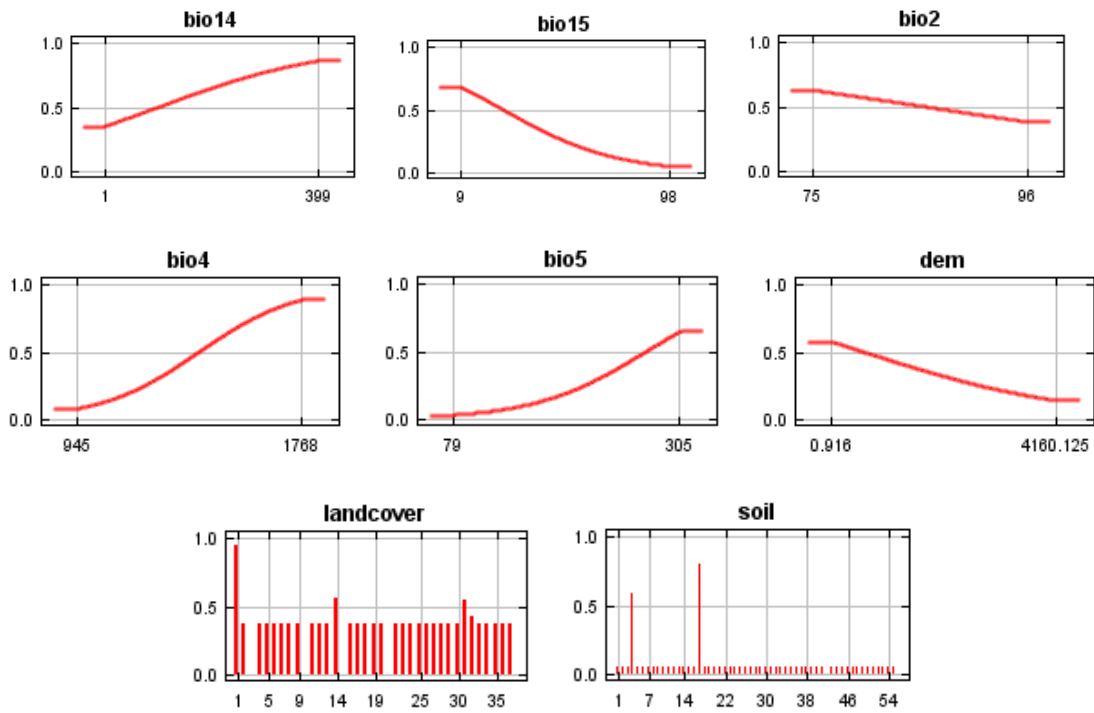 bio14 bio15 bio2
1.0 1.0 1.0
0.5 0.5 0.5
0.0 0.0 0.0
1 399 9 98 75 96
bio4 bio5 dem
1.0 1.0 1.0
0.5 0.5 0.5
0.0 0.0 0.0
945 1768 79 305 0.916 4160.125
landcover soil
1.0 1.0
0.5 0.5
0.0 0.0
1 5 9 14 19 25 30 35 1 7 14 22 30 38 46 54